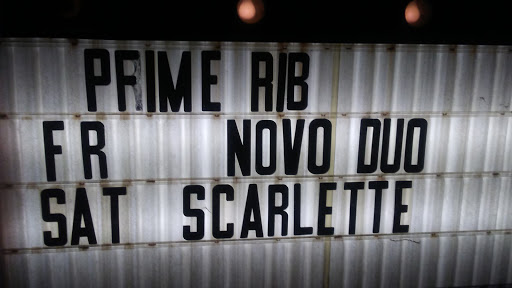 PRIME RIB
FR NOVO DUO
SAT SCARLETTE